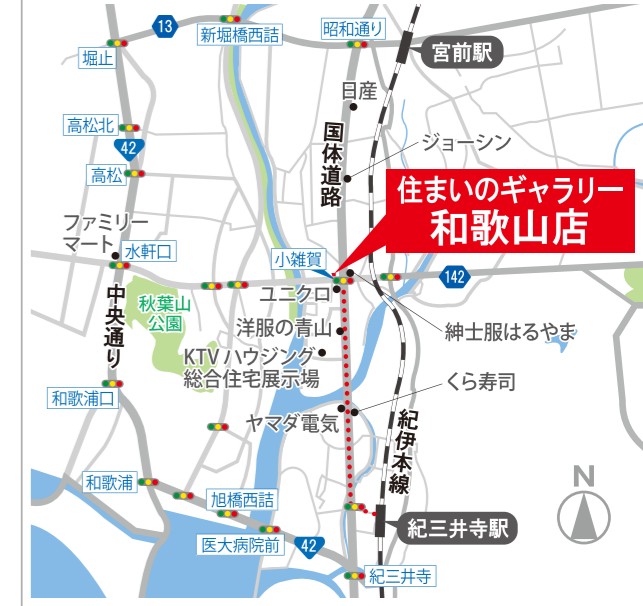 13
新堀橋西詰
昭和通り
堀止
宮前駅
日産
高松北
42
国体道路
ジョーシン
高松
住まいのギャラリー
和歌山店
ファミリー
マート
水軒口
小雑賀
142
中央通り
秋葉山
公園
ユニクロ
洋服の青山
紳士服はるやま
KTVハウジング
総合住宅展示場
くら寿司
和歌浦口
ヤマダ電気
紀伊本線
和歌浦
旭橋西詰
N
紀三井寺駅
医大病院前
42
紀三井寺